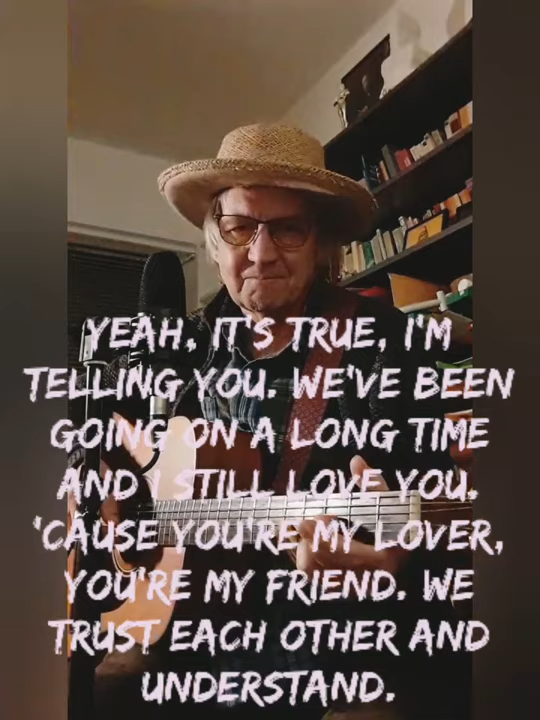 YEAH, IT'S TRUE, I'M
TELLING YOU. WE'VE BEEN
GOING ON A LONG TIME
AND I STILL LOVE YOU.
'CAUSE YOU'RE MY LOVER,
YOU'RE MY FRIEND. WE
TRUST EACH OTHER AND
UNDERSTAND.